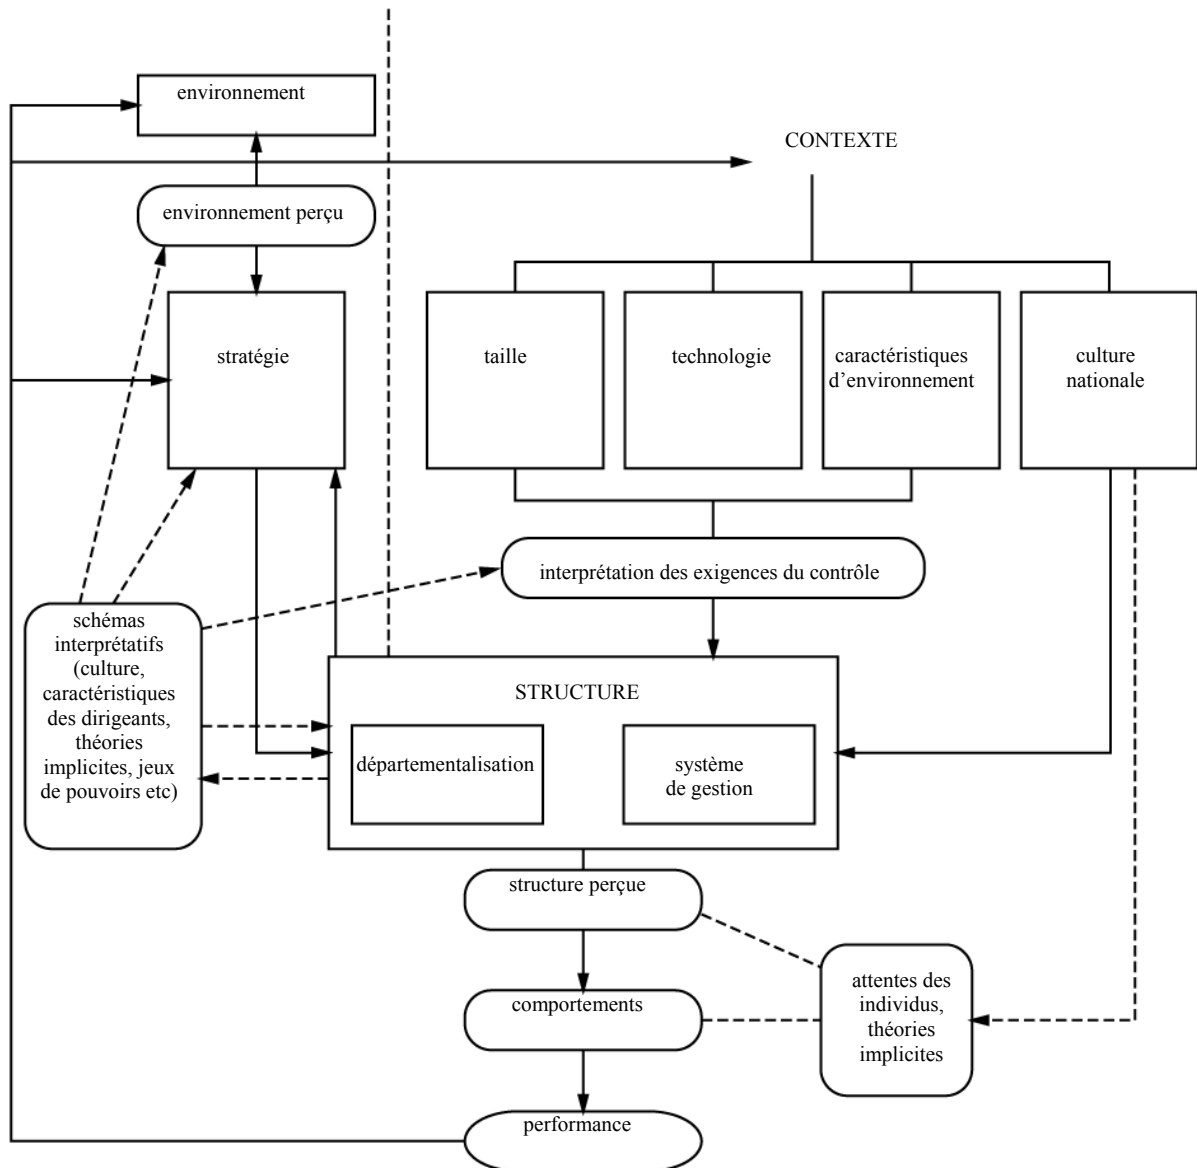 environnement
CONTEXTE
environnement perçu
stratégie
taille
technologie
caractéristiques
d’environnement
culture
nationale
interprétation des exigences du contrôle
schémas
interprétatifs
(culture,
caractéristiques
des dirigeants,
théories
implicites, jeux
de pouvoirs etc)
STRUCTURE
départementalisation
système
de gestion
structure perçue
attentes des
individus,
théories
implicites
comportements
performance